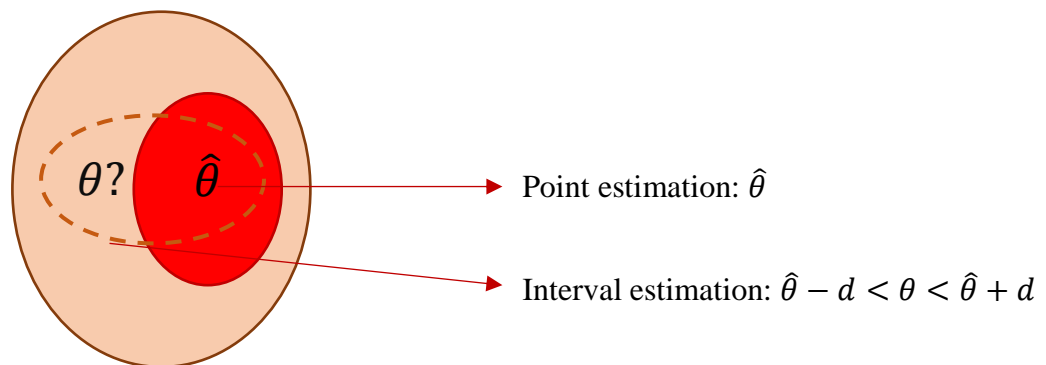 θ? θ̂
Point estimation: θ̂
Interval estimation: θ̂ − d < θ < θ̂ + d